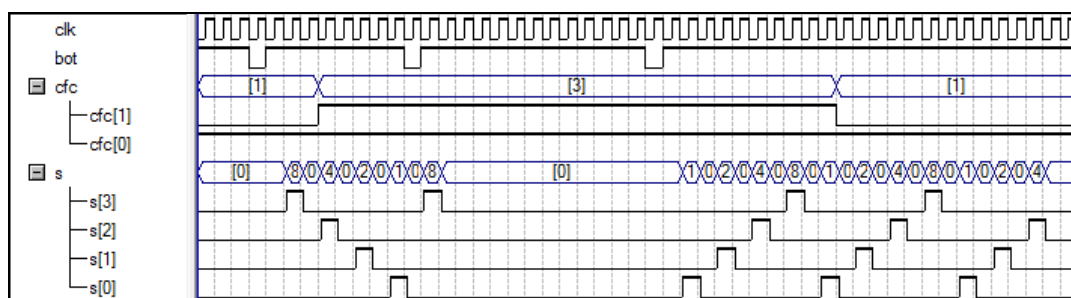 clk
bot
cfc [1] [3] [1]
cfc[1]
cfc[0]
s [0] 8 0 4 0 2 0 1 0 8 [0] 1 0 2 0 4 0 8 0 1 0 2 0 4 0 8 0 1 0 2 0 4
s[3]
s[2]
s[1]
s[0]